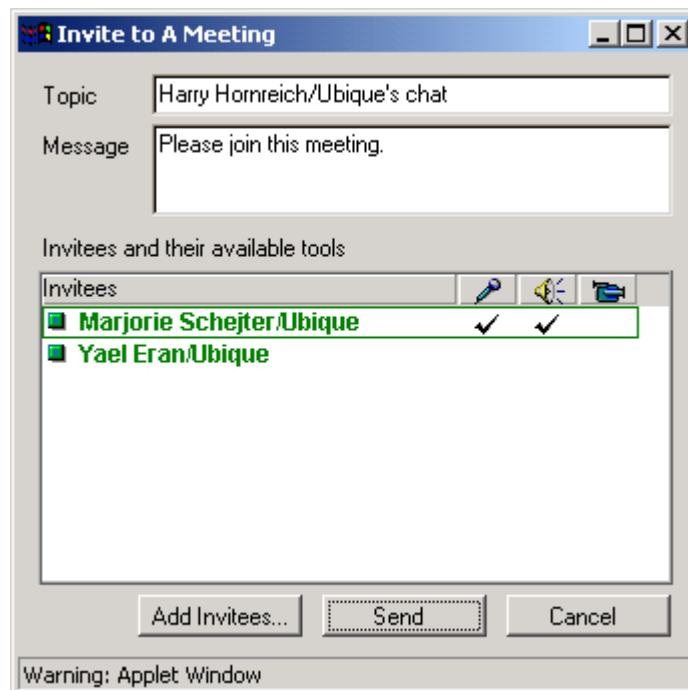 Invite to A Meeting
Topic Harry Hornreich/Ubique's chat
Message Please join this meeting.
Invitees and their available tools
Invitees
Marjorie Schejter/Ubique
Yael Eran/Ubique
Add Invitees... Send Cancel
Warning: Applet Window